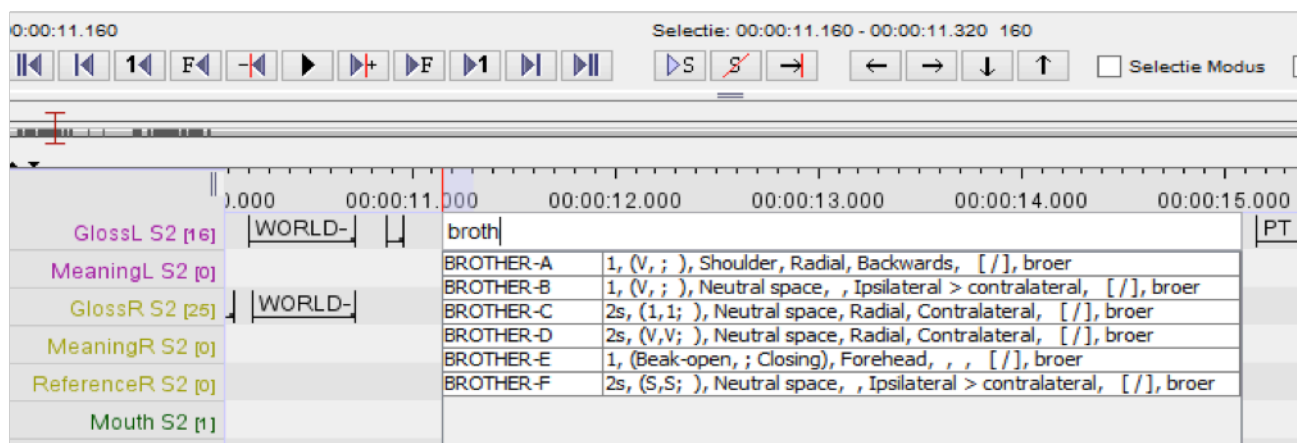 0:00:11.160 Selectie: 00:00:11.160 - 00:00:11.320 160
1 F + F 1 S S Selectie Modus
0.000 00:00:11.000 00:00:12.000 00:00:13.000 00:00:14.000 00:00:15.000
GlossL S2 [16] WORLD- broth PT
MeaningL S2 [0] BROTHER-A 1, (V, ; ), Shoulder, Radial, Backwards, [ / ], broer
BROTHER-B 1, (V, ; ), Neutral space, , Ipsilateral > contralateral, [ / ], broer
GlossR S2 [25] WORLD- BROTHER-C 2s, (1,1; ), Neutral space, Radial, Contralateral, [ / ], broer
MeaningR S2 [0] BROTHER-D 2s, (V,V; ), Neutral space, Radial, Contralateral, [ / ], broer
BROTHER-E 1, (Beak-open, ; Closing), Forehead, , , [ / ], broer
ReferenceR S2 [0] BROTHER-F 2s, (S,S; ), Neutral space, , Ipsilateral > contralateral, [ / ], broer
Mouth S2 [1]